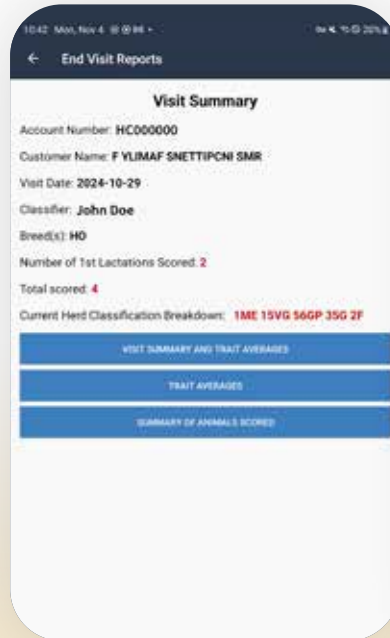 10:42 Mon, Nov 4
End Visit Reports
Visit Summary
Account Number: HC000000
Customer Name: F YLIMAF SNETTIPCNI SMR
Visit Date: 2024-10-29
Classifier: John Doe
Breed(s): HO
Number of 1st Lactations Scored: 2
Total scored: 4
Current Herd Classification Breakdown: 1ME 15VG 56GP 35G 2F
VISIT SUMMARY AND TRAIT AVERAGES
TRAIT AVERAGES
SUMMARY OF ANIMALS SCORED